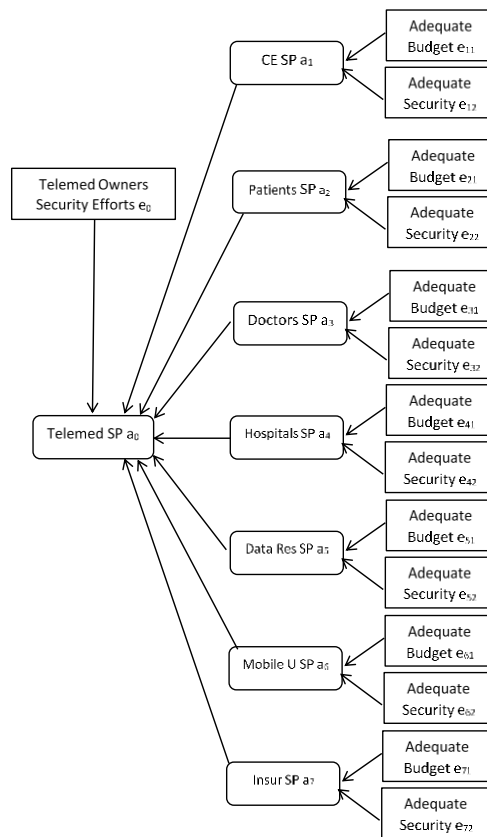 Adequate
Budget e₁₁
CE SP a₁
Adequate
Security e₁₂
Adequate
Budget e₂₁
Telemed Owners
Security Efforts e₀
Patients SP a₂
Adequate
Security e₂₂
Adequate
Budget e₃₁
Doctors SP a₃
Adequate
Security e₃₂
Adequate
Budget e₄₁
Telemed SP a₀
Hospitals SP a₄
Adequate
Security e₄₂
Adequate
Budget e₅₁
Data Res SP a₅
Adequate
Security e₅₂
Adequate
Budget e₆₁
Mobile U SP a₆
Adequate
Security e₆₂
Adequate
Budget e₇₁
Insur SP a₇
Adequate
Security e₇₂